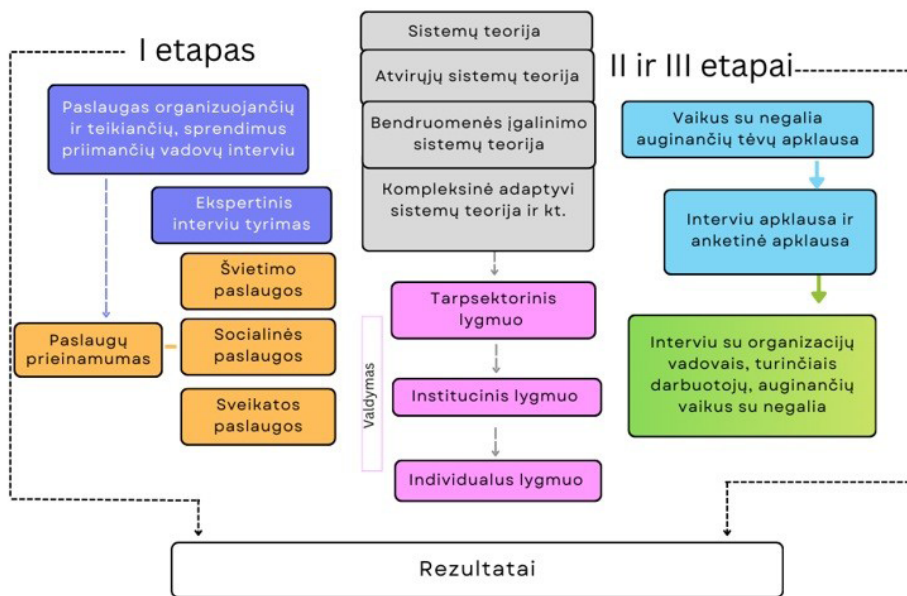 I etapas
Paslaugas organizuojančių
ir teikiančių, sprendimus
priimančių vadovų interviu
Ekspertinis
interviu tyrimas
Švietimo
paslaugos
Paslaugų
prieinamumas
Socialinės
paslaugos
Sveikatos
paslaugos
Sistemų teorija
Atvirųjų sistemų teorija
Bendruomenės įgalinimo
sistemų teorija
Kompleksinė adaptyvi
sistemų teorija ir kt.
Valdymas
Tarpsektorinis
lygmuo
Institucinis lygmuo
Individualus lygmuo
II ir III etapai
Vaikus su negalia
auginančių tėvų apklausa
Interviu apklausa ir
anketinė apklausa
Interviu su organizacijų
vadovais, turinčiais
darbuotojų, auginančių
vaikus su negalia
Rezultatai